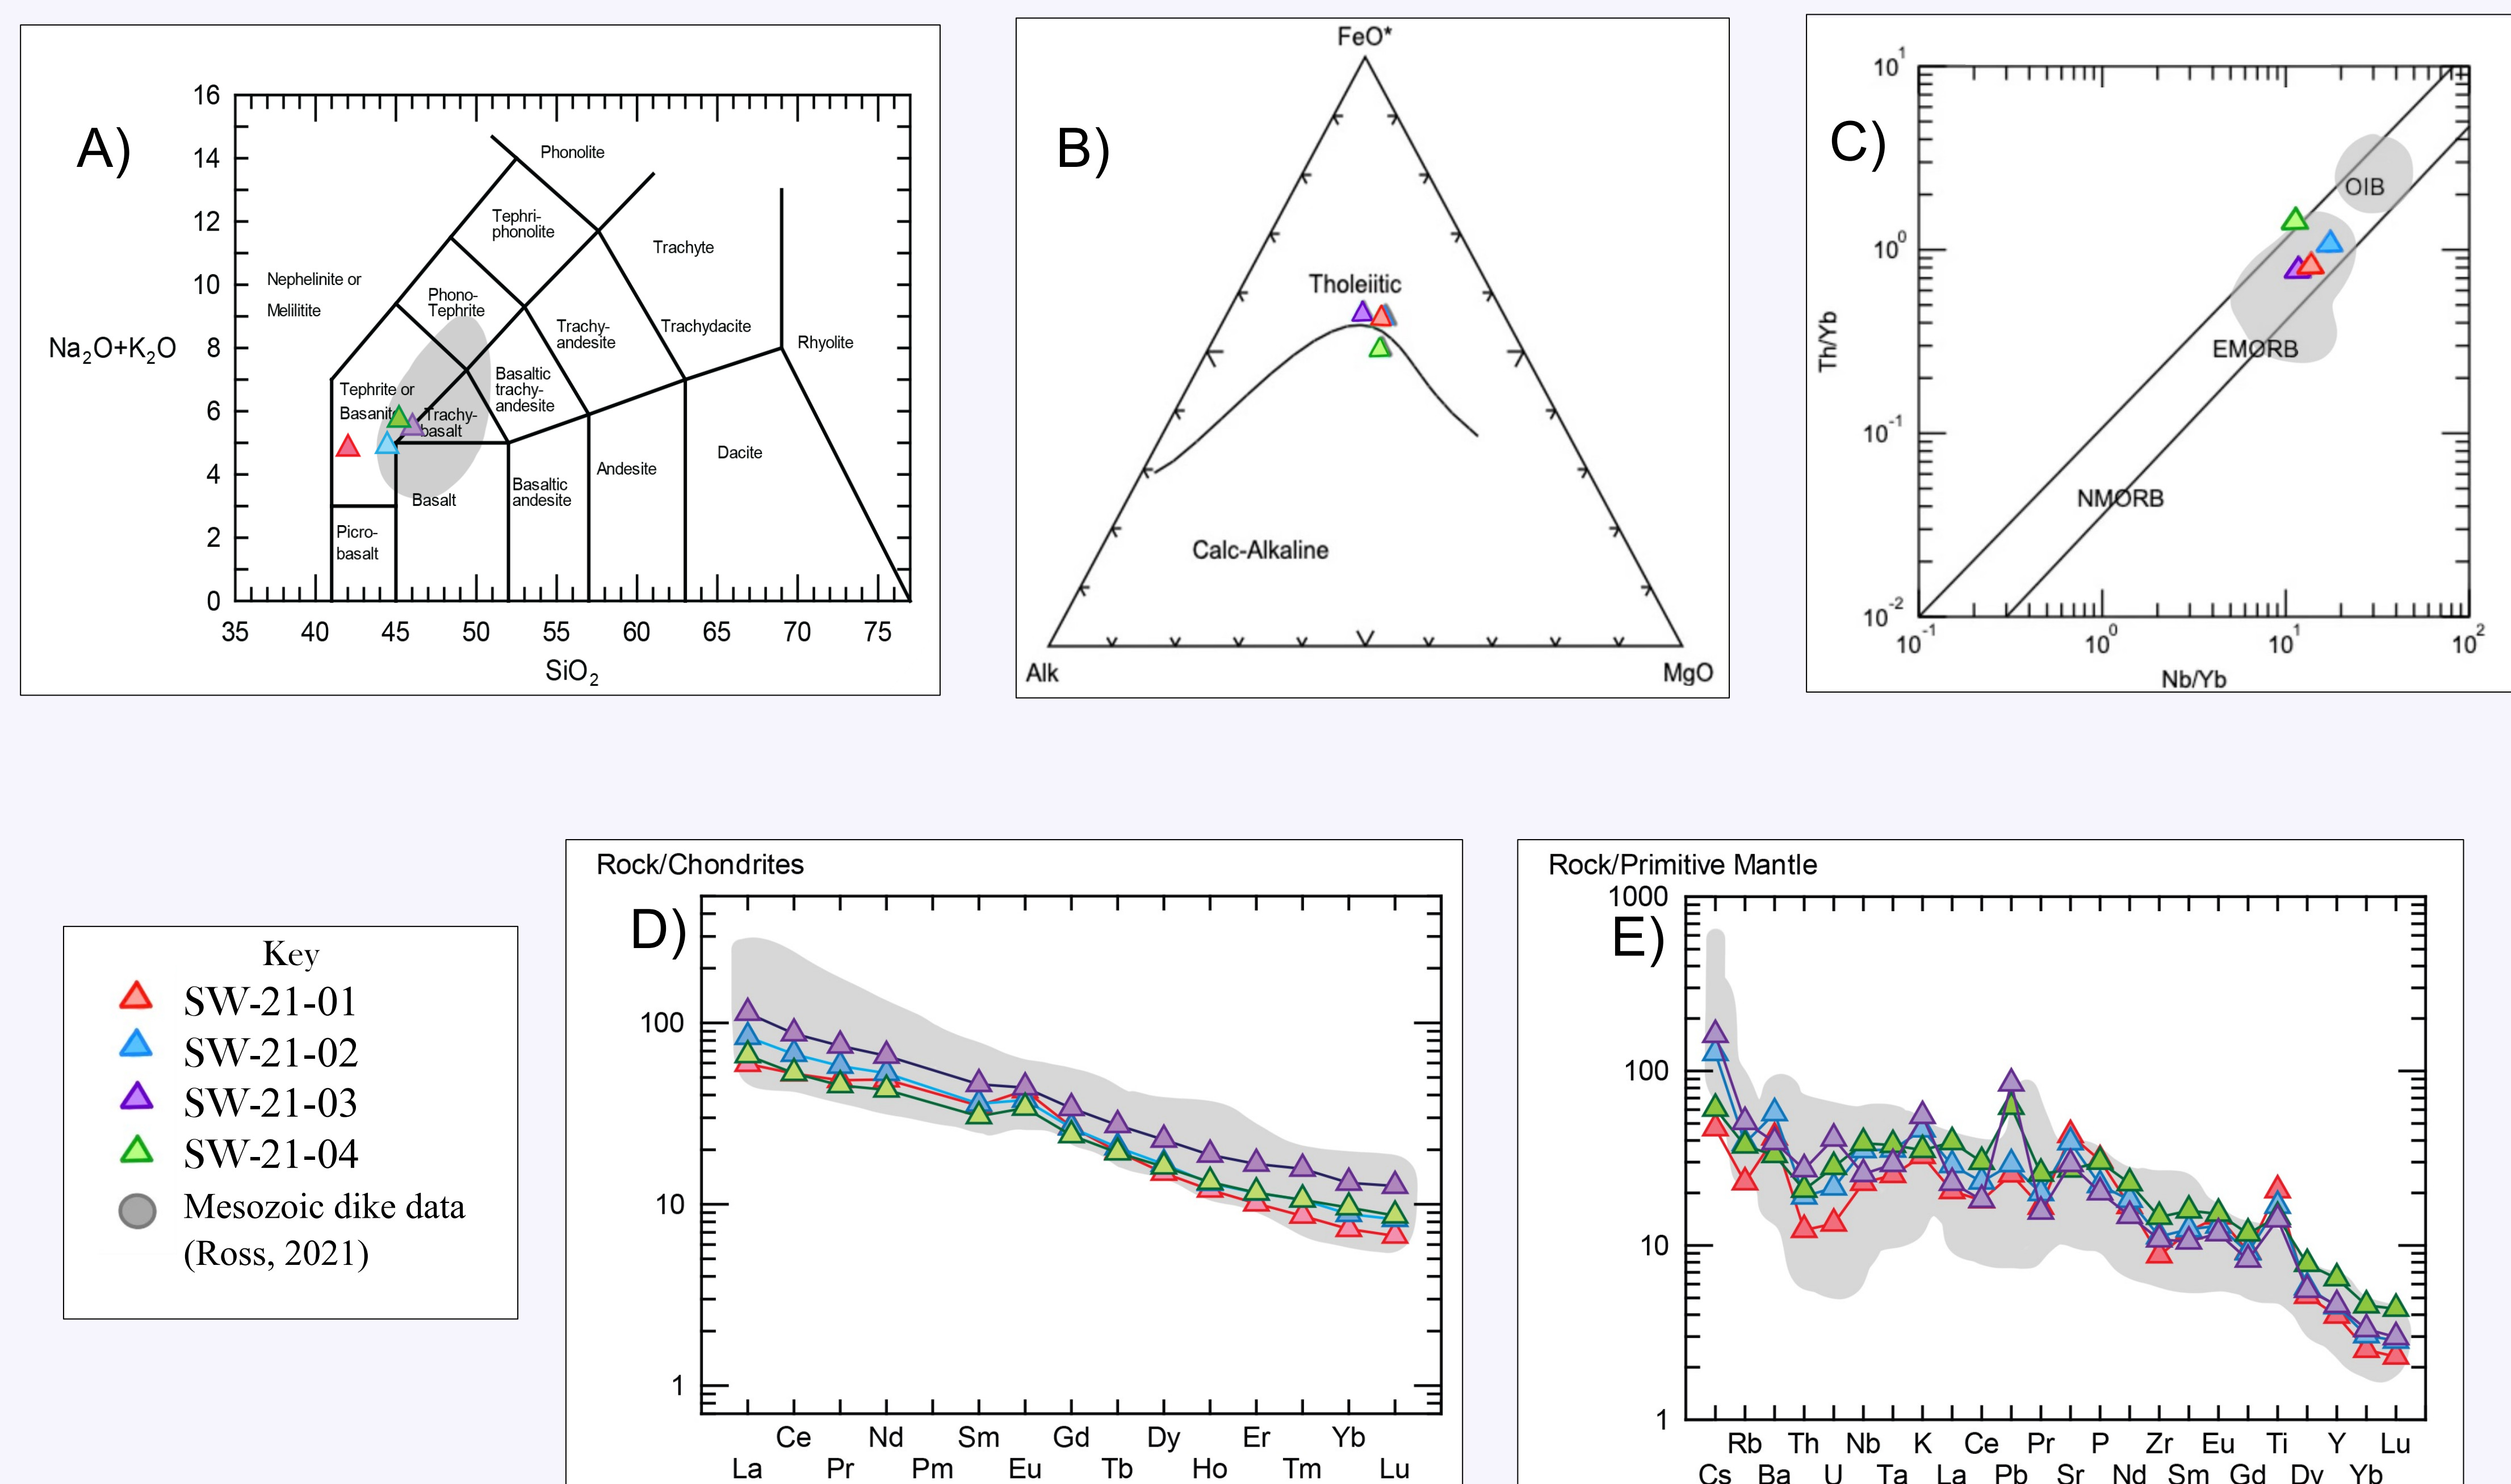 A)
Na2O+K2O
16
14
12
10
8
6
4
2
0
35 40 45 50 55 60 65 70 75
SiO2
Phonolite
Tephri-
phonolite
Trachyte
Nephelinite or
Melilitite
Phono-
Tephrite
Trachy-
andesite
Trachydacite
Rhyolite
Tephrite or
Basanite
Trachy-
basalt
Basaltic
trachy-
andesite
Picro-
basalt
Basalt
Basaltic
andesite
Andesite
Dacite
B)
FeO*
Tholeiitic
Calc-Alkaline
Alk
MgO
C)
Th/Yb
10^1
10^0
10^-1
10^-2
10^-1 10^0 10^1 10^2
Nb/Yb
OIB
EMORB
NMORB
Key
SW-21-01
SW-21-02
SW-21-03
SW-21-04
Mesozoic dike data
(Ross, 2021)
Rock/Chondrites
D)
100
10
1
Ce Nd Sm Gd Dy Er Yb
La Pr Pm Eu Tb Ho Tm Lu
Rock/Primitive Mantle
E)
1000
100
10
1
Rb Th Nb K Ce Pr P Zr Eu Ti Y Lu
Cs Ba U Ta La Pb Sr Nd Sm Gd Dy Yb